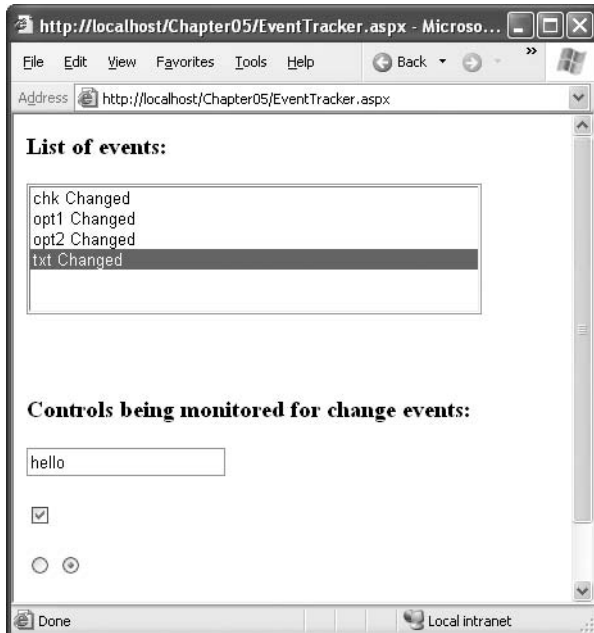 http://localhost/Chapter05/EventTracker.aspx - Microso...
File Edit View Favorites Tools Help Back »
Address http://localhost/Chapter05/EventTracker.aspx
List of events:
chk Changed
opt1 Changed
opt2 Changed
txt Changed
Controls being monitored for change events:
hello
Done Local intranet